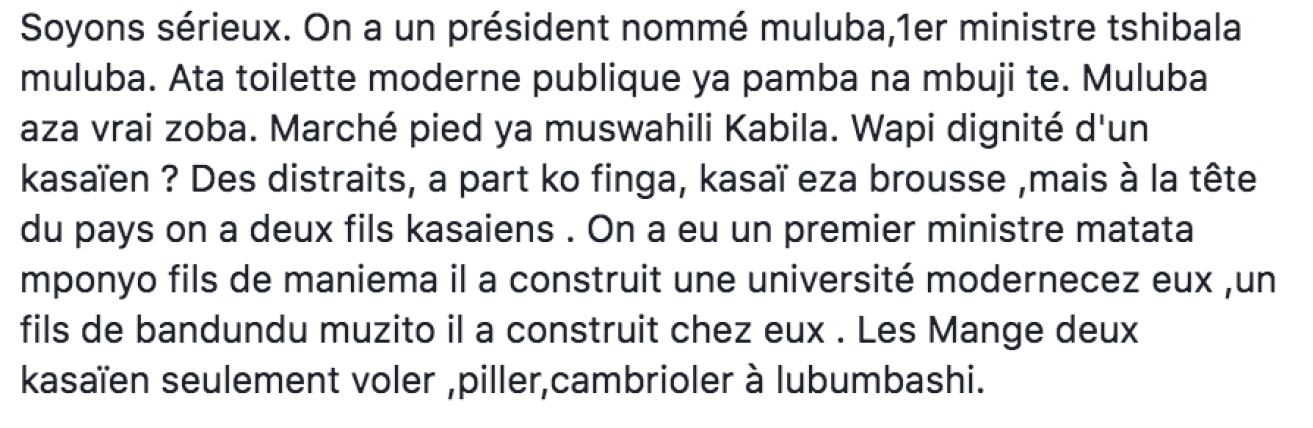 Soyons sérieux. On a un président nommé muluba,1er ministre tshibala
muluba. Ata toilette moderne publique ya pamba na mbuji te. Muluba
aza vrai zoba. Marché pied ya muswahili Kabila. Wapi dignité d'un
kasaïen ? Des distraits, a part ko finga, kasaï eza brousse ,mais à la tête
du pays on a deux fils kasaiens . On a eu un premier ministre matata
mponyo fils de maniema il a construit une université modernecez eux ,un
fils de bandundu muzito il a construit chez eux . Les Mange deux
kasaïen seulement voler ,piller,cambrioler à lubumbashi.